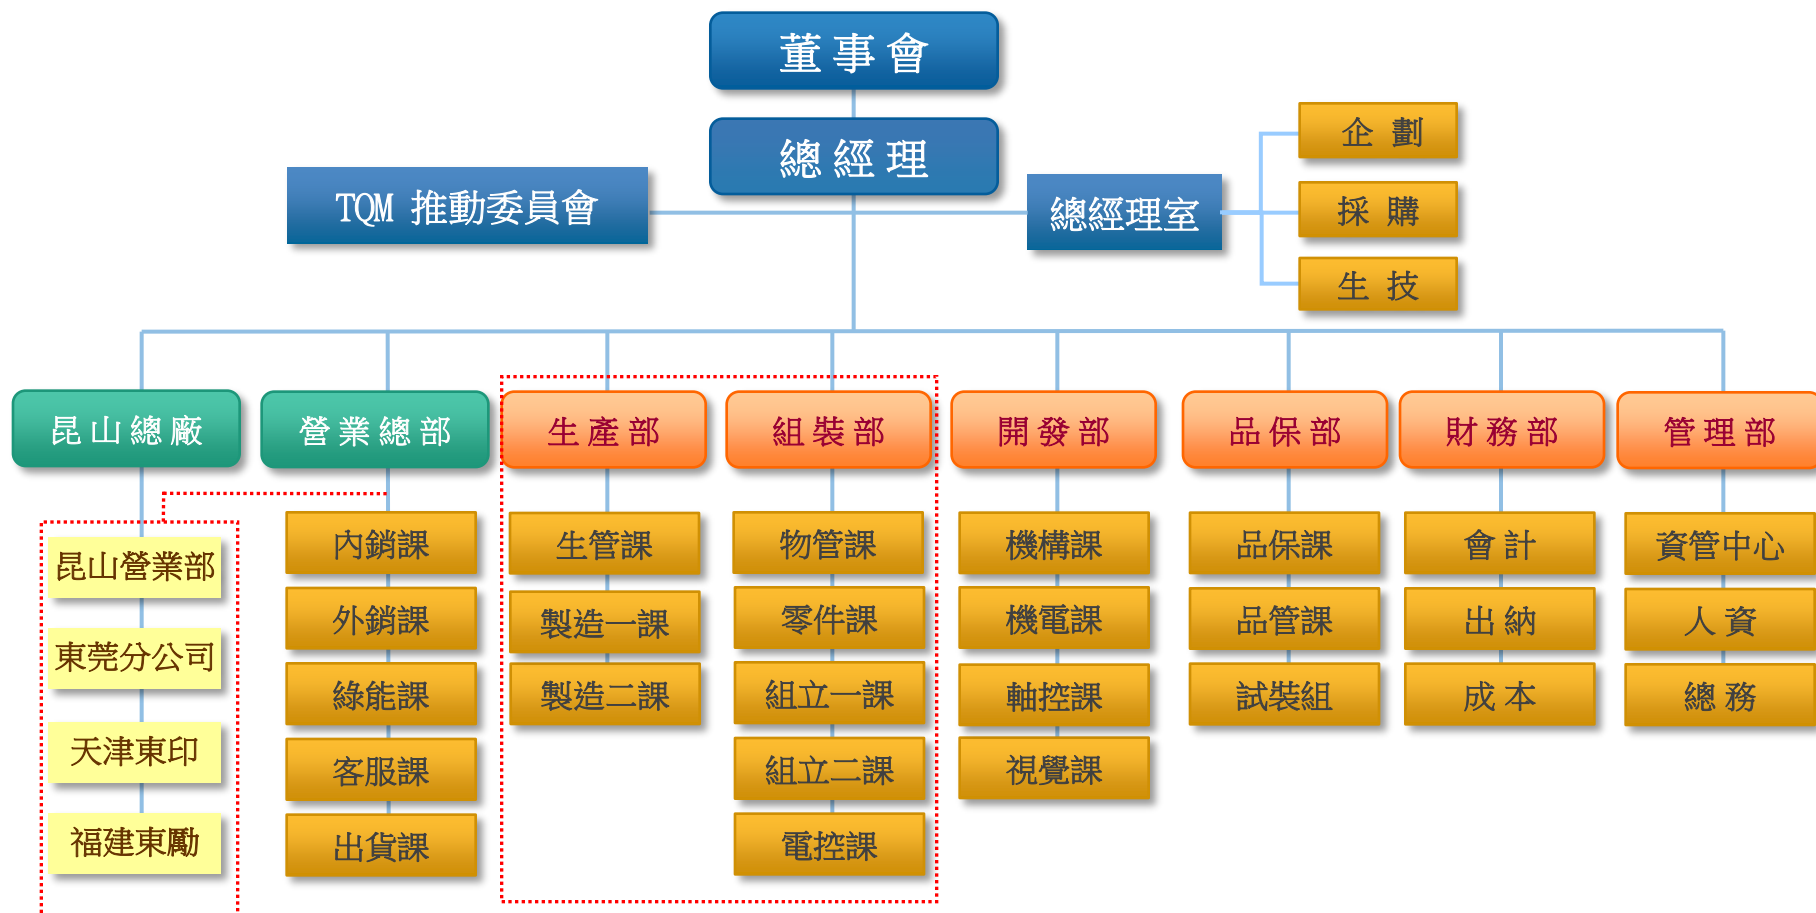 董事會
總經理
TQM 推動委員會
總經理室
企 劃
採 購
生 技
昆山總廠
營業總部
生產部
組裝部
開發部
品保部
財務部
管理部
昆山營業部
東莞分公司
天津東印
福建東勵
內銷課
外銷課
綠能課
客服課
出貨課
生管課
製造一課
製造二課
物管課
零件課
組立一課
組立二課
電控課
機構課
機電課
軸控課
視覺課
品保課
品管課
試裝組
會計
出納
成本
資管中心
人資
總務